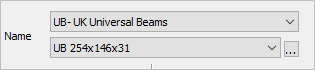 UB- UK Universal Beams
Name
UB 254x146x31
...